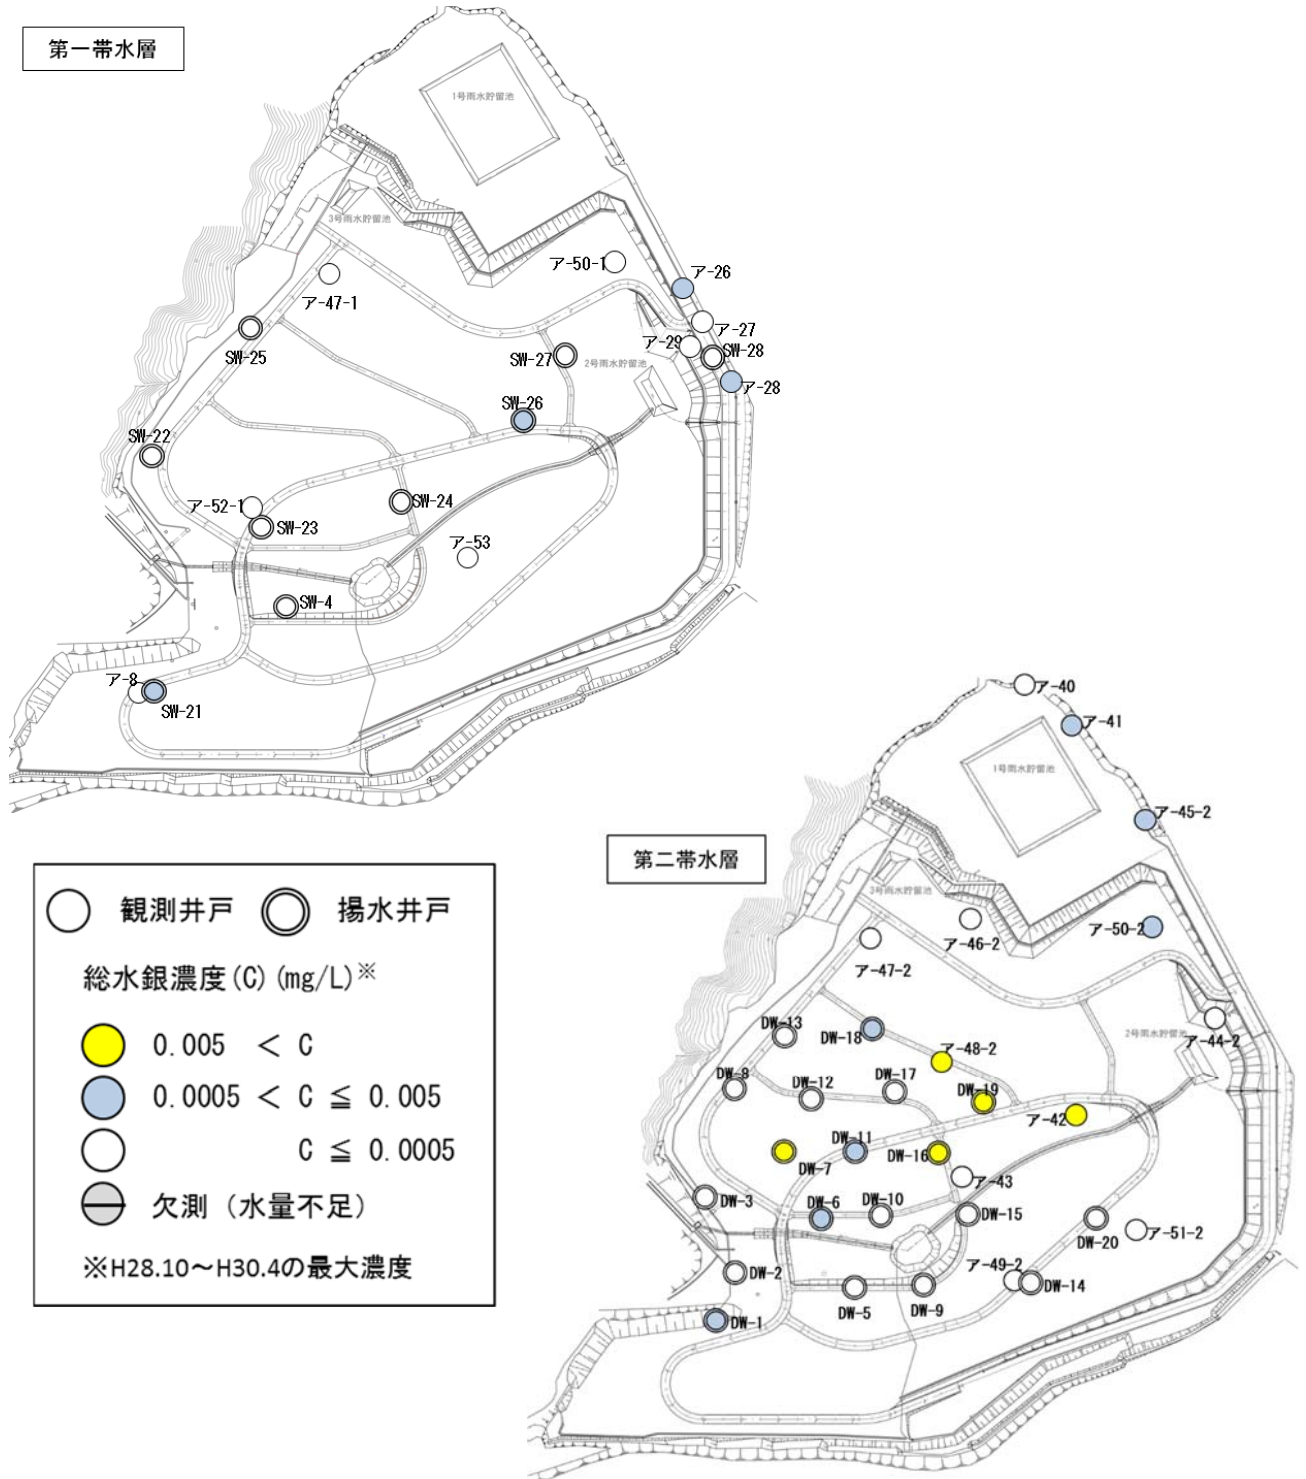 第一帯水層
1号雨水貯留池
3号雨水貯留池
ア-50-1
ア-26
ア-47-1
ア-27
SW-25
ア-29
SW-28
SW-27
2号雨水貯留池
ア-28
SW-26
SW-22
ア-52-1
SW-24
SW-23
ア-53
SW-4
ア-8
SW-21
第二帯水層
ア-40
ア-41
1号雨水貯留池
ア-45-2
3号雨水貯留池
ア-46-2
ア-50-2
ア-47-2
DW-13
DW-18
2号雨水貯留池
ア-44-2
ア-48-2
DW-8
DW-12
DW-17
DW-19
ア-42
DW-7
DW-11
DW-16
ア-43
DW-3
DW-6
DW-10
DW-15
DW-20
ア-51-2
DW-2
ア-49-2
DW-14
DW-5
DW-9
DW-1
観測井戸 揚水井戸
総水銀濃度(C)(mg/L)※
0.005 < C
0.0005 < C ≦ 0.005
C ≦ 0.0005
欠測（水量不足）
※H28.10～H30.4の最大濃度